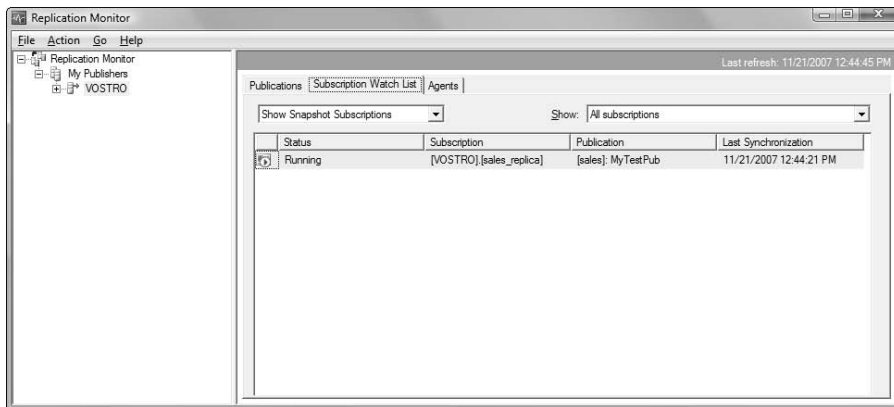 Replication Monitor
File Action Go Help
Replication Monitor
My Publishers
VOSTRO
Last refresh: 11/21/2007 12:44:45 PM
Publications Subscription Watch List Agents
Show Snapshot Subscriptions Show: All subscriptions
Status Subscription Publication Last Synchronization
Running [VOSTRO].[sales_replica] [sales]: MyTestPub 11/21/2007 12:44:21 PM